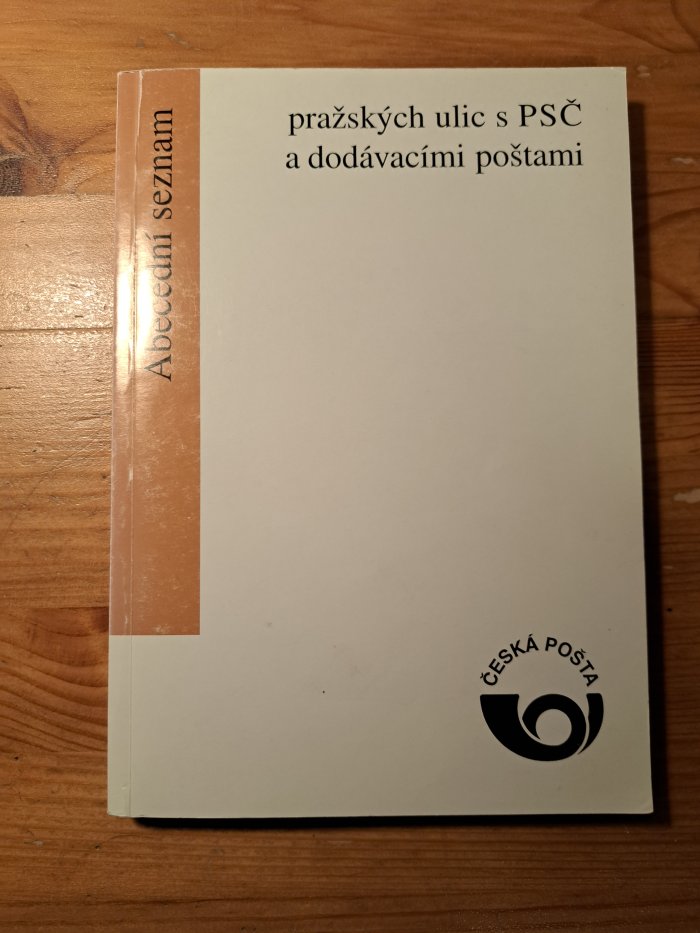 Abecední seznam
pražských ulic s PSČ
a dodávacími poštami
ČESKÁ POŠTA